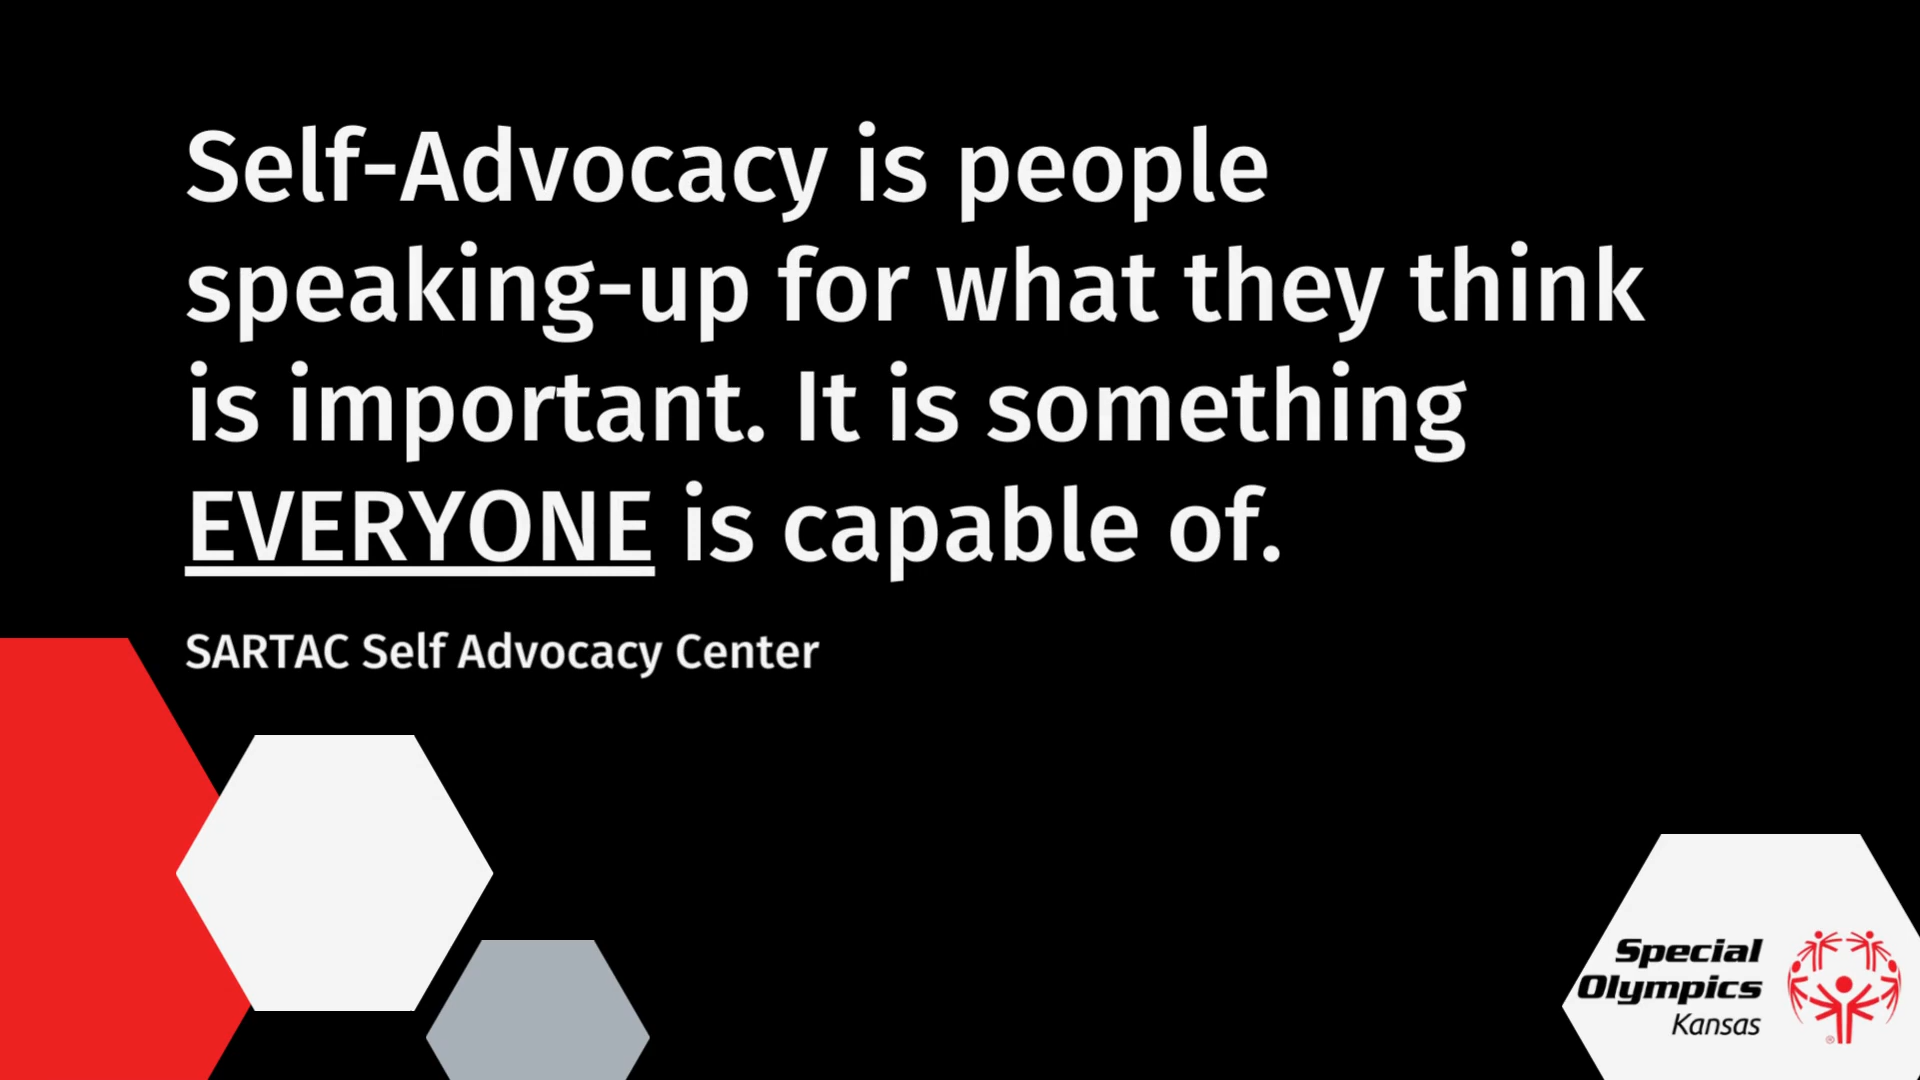 Self-Advocacy is people
speaking-up for what they think
is important. It is something
EVERYONE is capable of.
SARTAC Self Advocacy Center
Special
Olympics
Kansas
®